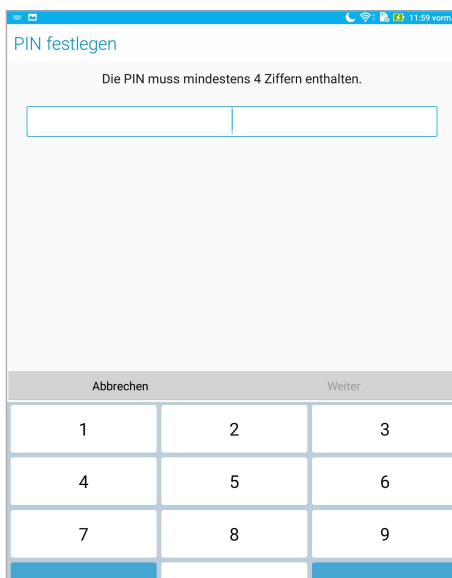 11:59 vorm.
PIN festlegen
Die PIN muss mindestens 4 Ziffern enthalten.
Abbrechen Weiter
1 2 3
4 5 6
7 8 9